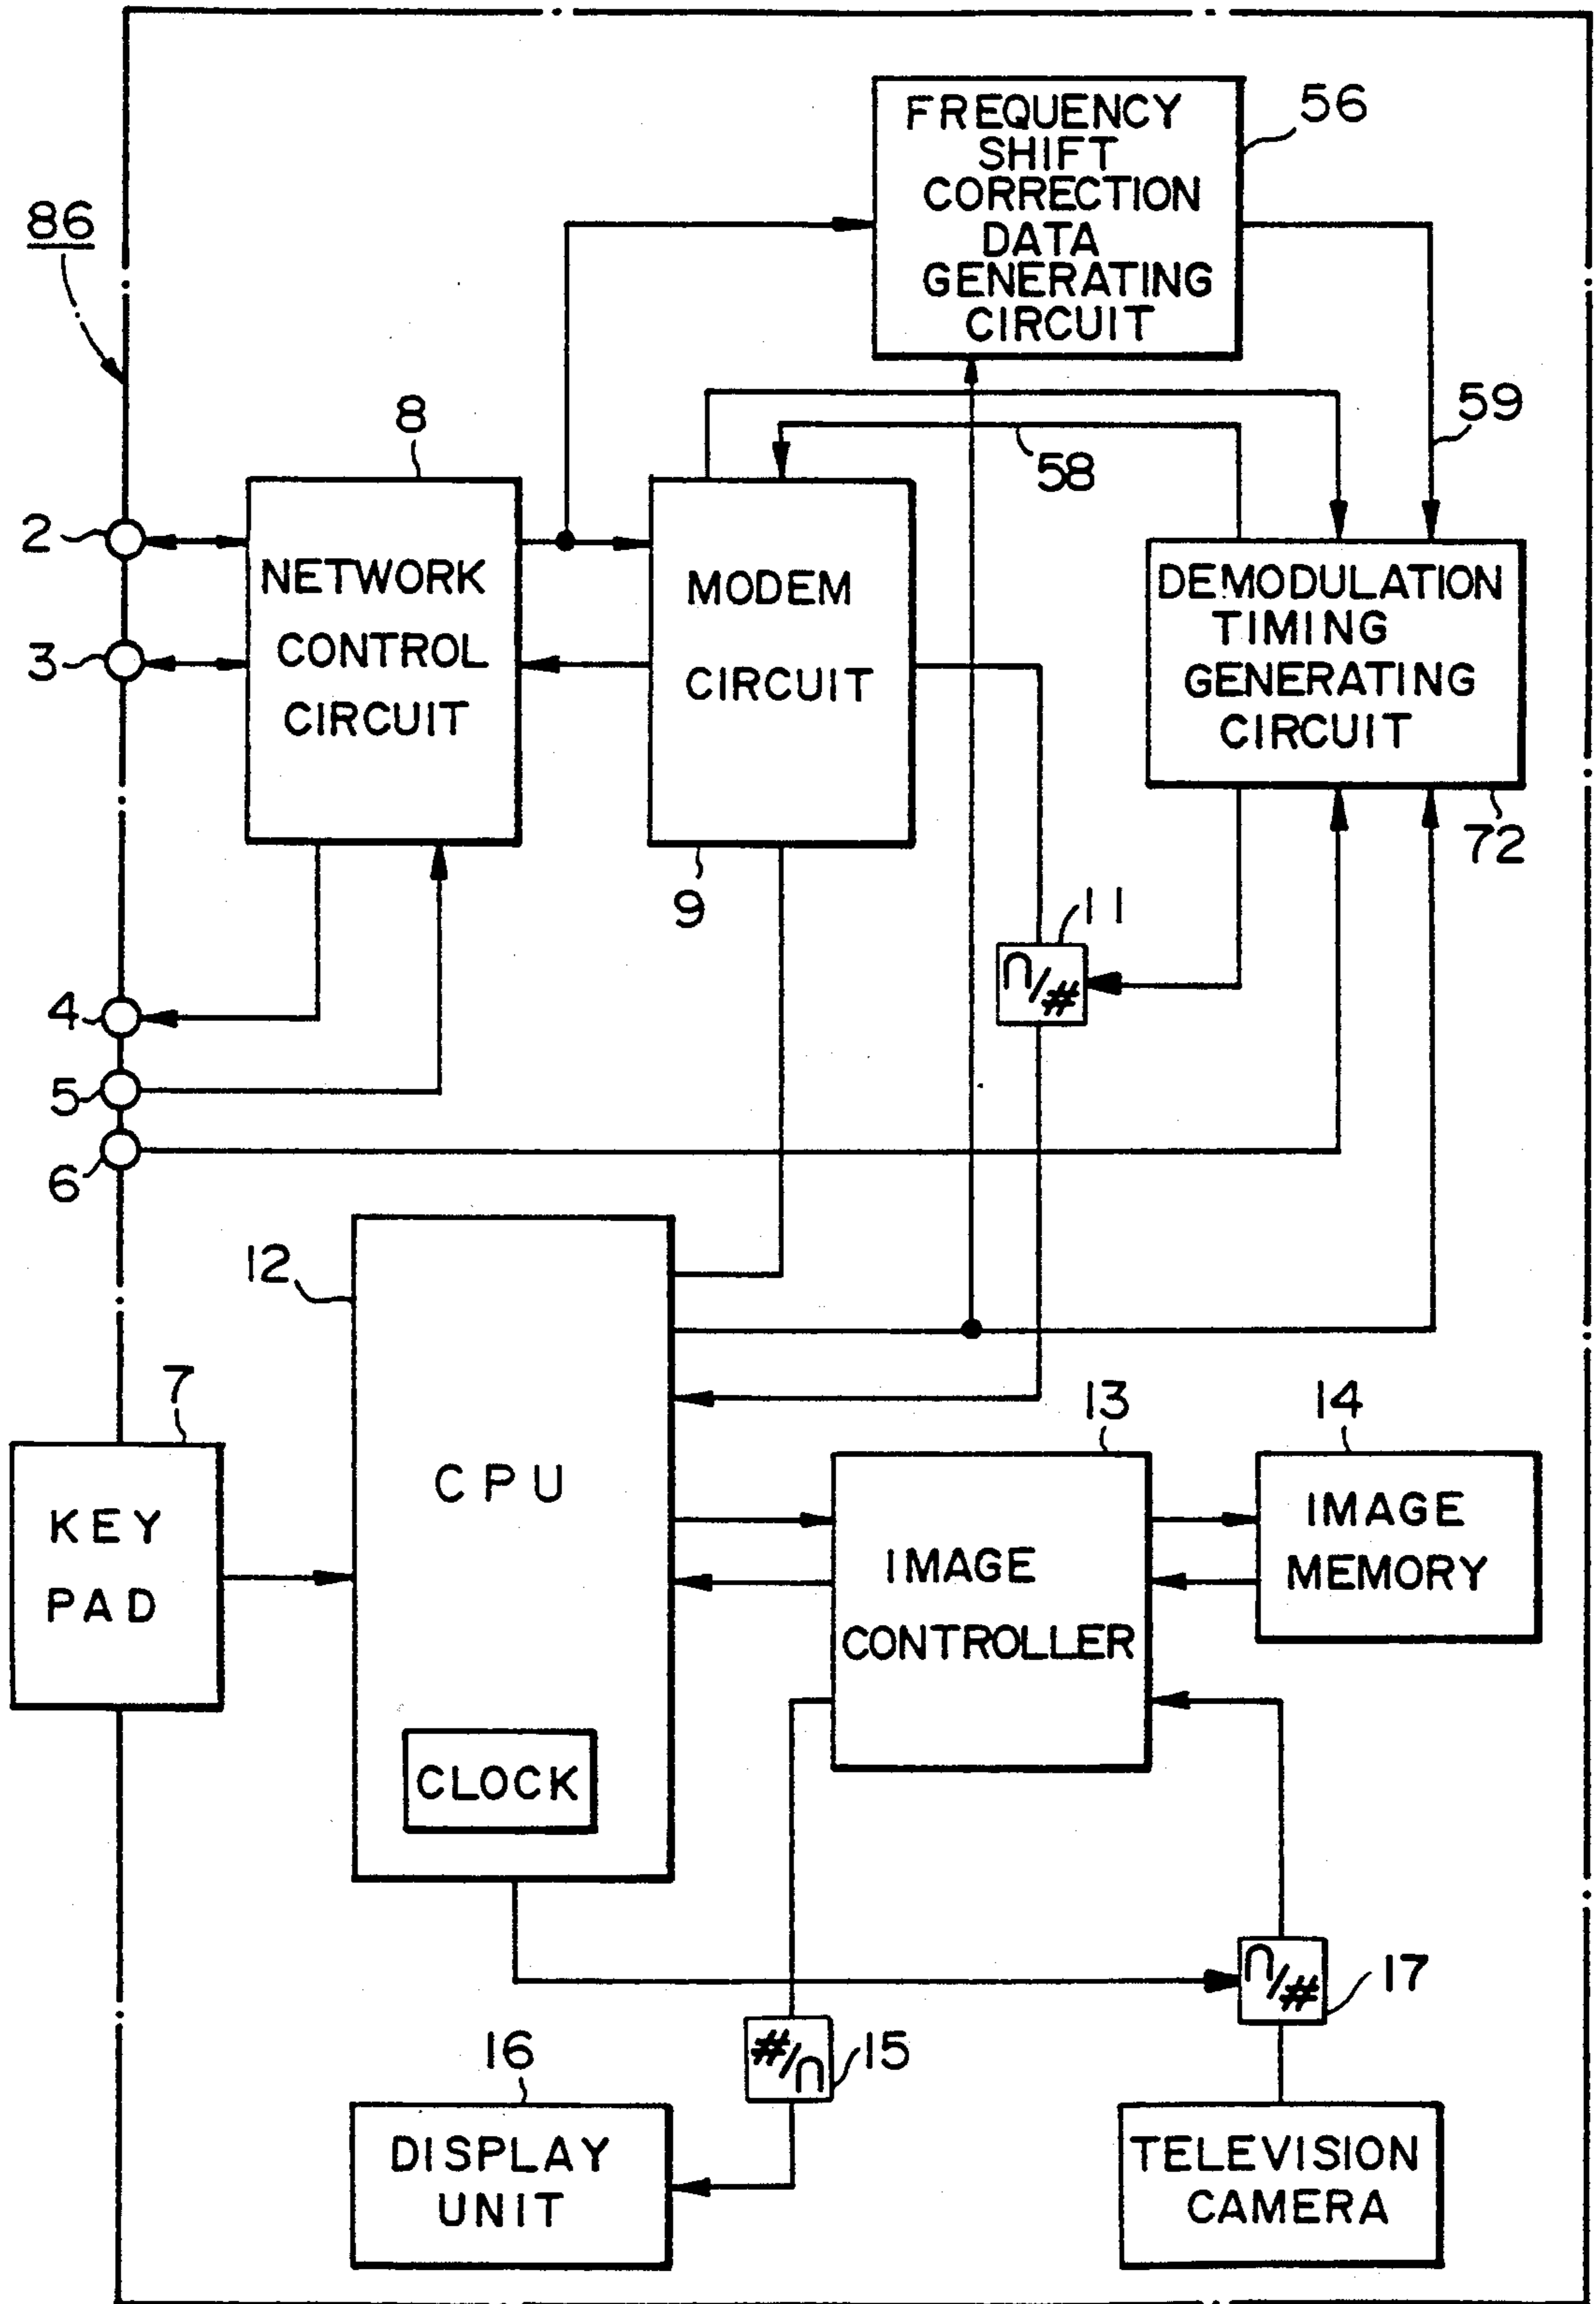 FREQUENCY
SHIFT
CORRECTION
DATA
GENERATING
CIRCUIT
56
86
59
8
58
2
NETWORK
CONTROL
CIRCUIT
MODEM
CIRCUIT
DEMODULATION
TIMING
GENERATING
CIRCUIT
3
72
9
11
∩/#
4
5
6
12
7
13
14
CPU
KEY
PAD
IMAGE
CONTROLLER
IMAGE
MEMORY
CLOCK
∩/#
17
16
#/∩
15
DISPLAY
UNIT
TELEVISION
CAMERA